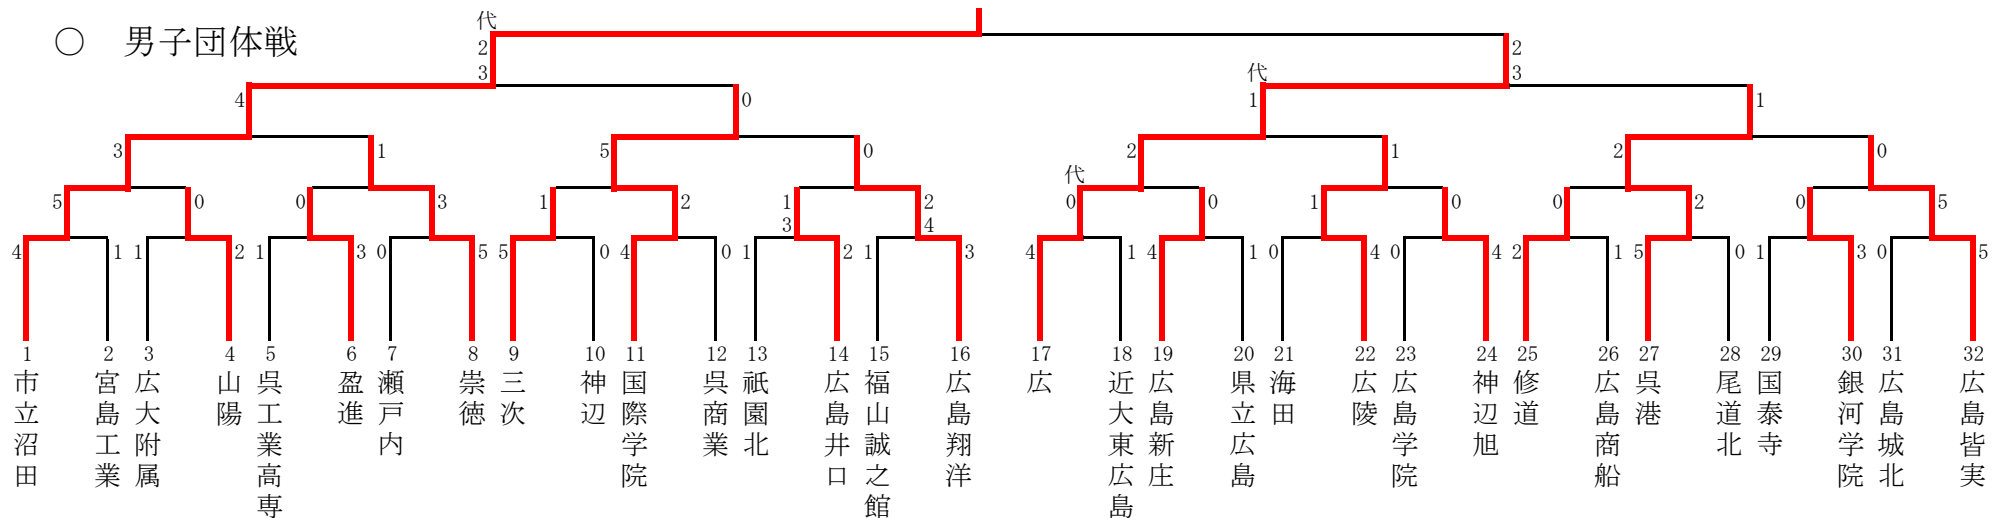 ○ 男子団体戦
代
2 2
3 3
代
4 0 1 1
3 1 5 0 2 1 2 0
代
5 0 0 3 1 2 1 2 0 0 1 0 0 2 0 5
3 4
4 1 1 2 1 3 0 5 5 0 4 0 1 2 1 3 4 1 4 1 0 4 0 4 2 1 5 0 1 3 0 5
1 2 3 4 5 6 7 8 9 10 11 12 13 14 15 16 17 18 19 20 21 22 23 24 25 26 27 28 29 30 31 32
市立沼田
宮島工業
広大附属
山陽
呉工業高専
盈進
瀬戸内
崇徳
三次
神辺
国際学院
呉商業
祇園北
広島井口
福山誠之館
広島翔洋
広
近大東広島
広島新庄
県立広島
海田
広陵
広島学院
神辺旭
修道
広島商船
呉港
尾道北
国泰寺
銀河学院
広島城北
広島皆実